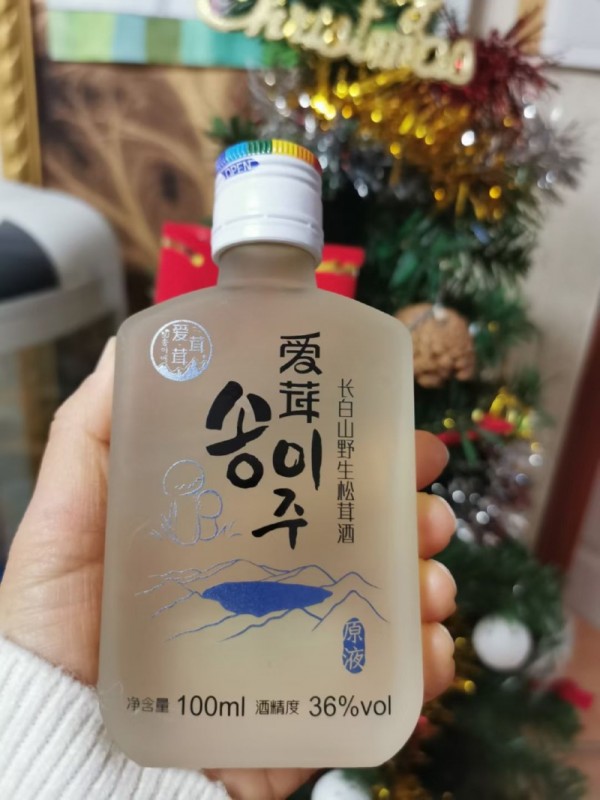 Christmas
OPEN
爱茸
茸
爱茸
송이주
长白山野生松茸酒
原液
净含量 100ml 酒精度 36%vol